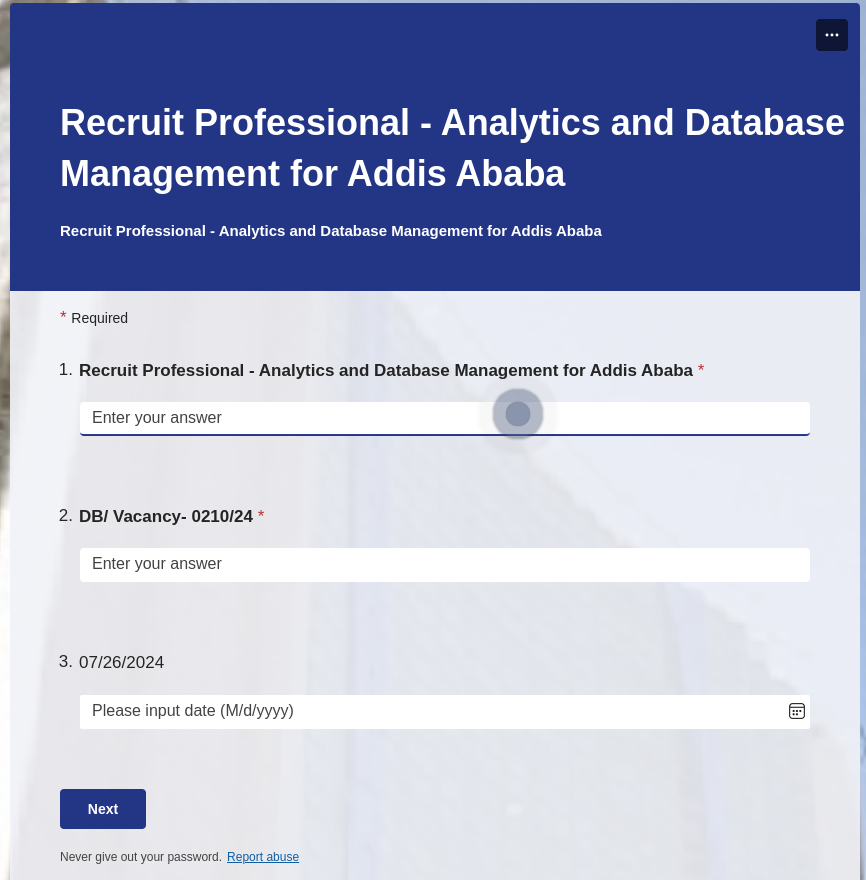 Recruit Professional - Analytics and Database
Management for Addis Ababa
Recruit Professional - Analytics and Database Management for Addis Ababa
* Required
1. Recruit Professional - Analytics and Database Management for Addis Ababa *
Enter your answer
2. DB/ Vacancy- 0210/24 *
Enter your answer
3. 07/26/2024
Please input date (M/d/yyyy)
Next
Never give out your password. Report abuse